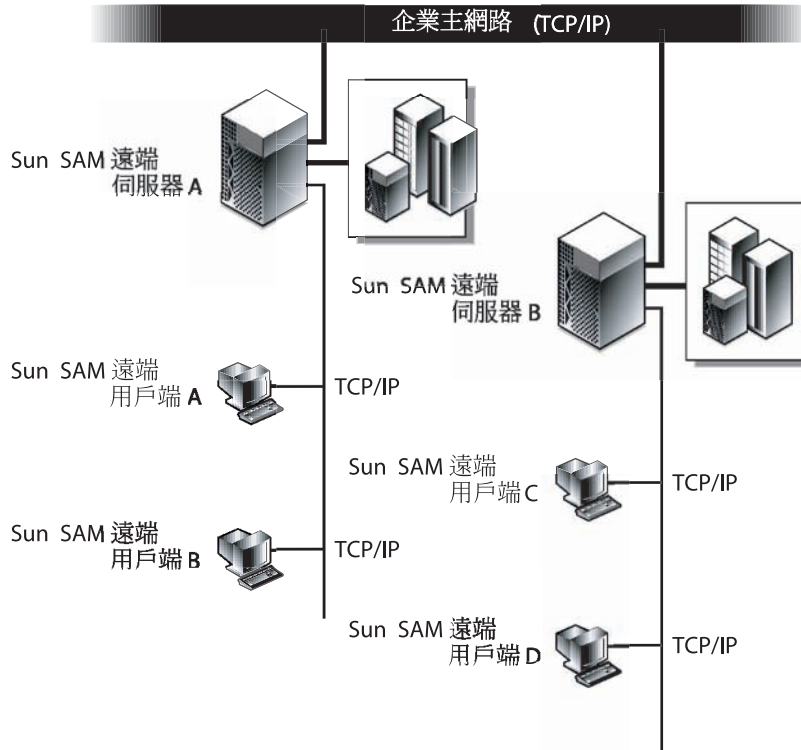 企業主網路 (TCP/IP)
Sun SAM 遠端
伺服器 A
Sun SAM 遠端
伺服器 B
Sun SAM 遠端
用戶端 A
TCP/IP
Sun SAM 遠端
用戶端 C
TCP/IP
Sun SAM 遠端
用戶端 B
TCP/IP
Sun SAM 遠端
用戶端 D
TCP/IP